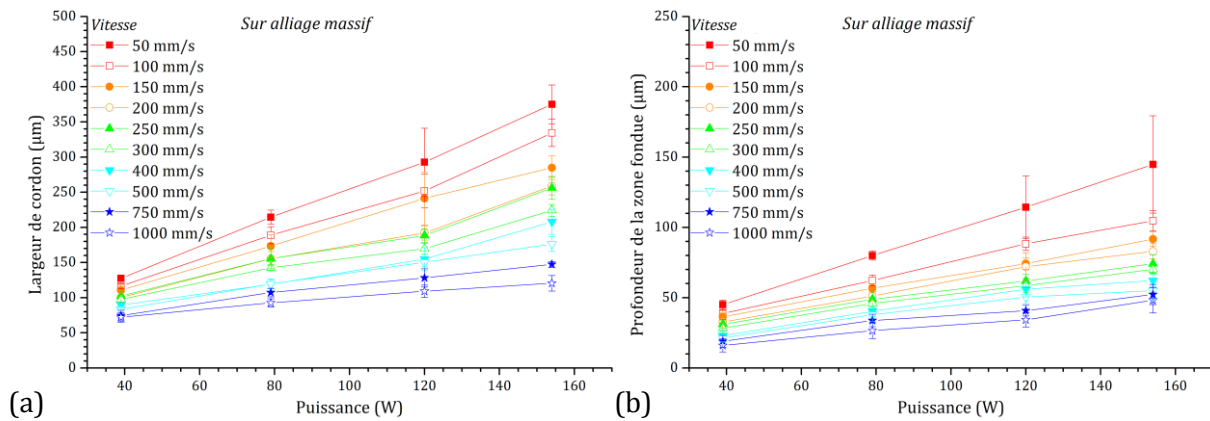 (a)
Largeur de cordon (µm)
500
450
400
350
300
250
200
150
100
50
0
Vitesse
Sur alliage massif
50 mm/s
100 mm/s
150 mm/s
200 mm/s
250 mm/s
300 mm/s
400 mm/s
500 mm/s
750 mm/s
1000 mm/s
40 60 80 100 120 140 160
Puissance (W)
(b)
Profondeur de la zone fondue (µm)
250
200
150
100
50
0
Vitesse
Sur alliage massif
50 mm/s
100 mm/s
150 mm/s
200 mm/s
250 mm/s
300 mm/s
400 mm/s
500 mm/s
750 mm/s
1000 mm/s
40 60 80 100 120 140 160
Puissance (W)